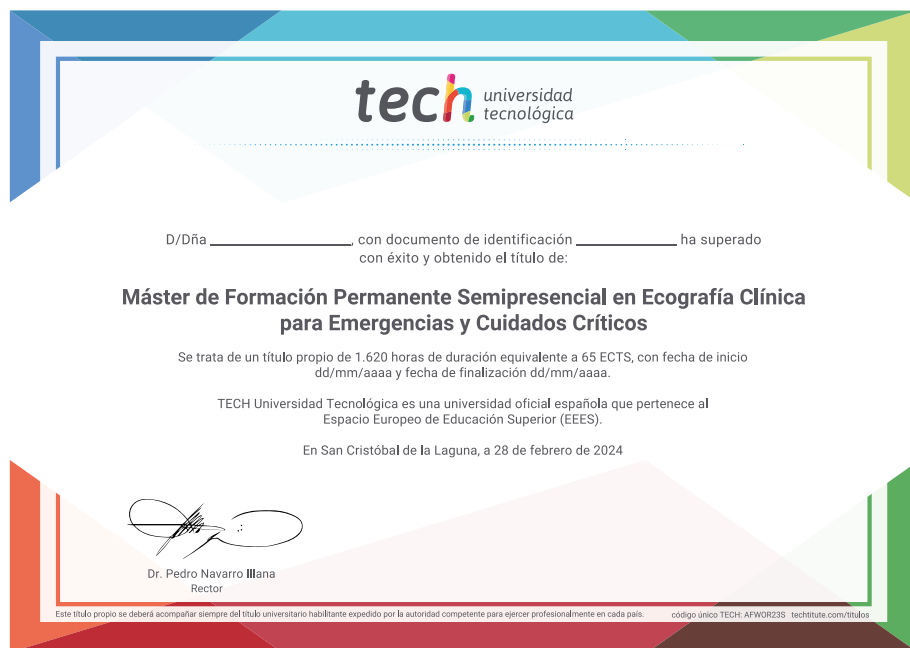 tech universidad
tecnológica
D/Dña ______________, con documento de identificación __________ ha superado
con éxito y obtenido el título de:
Máster de Formación Permanente Semipresencial en Ecografía Clínica
para Emergencias y Cuidados Críticos
Se trata de un título propio de 1.620 horas de duración equivalente a 65 ECTS, con fecha de inicio
dd/mm/aaaa y fecha de finalización dd/mm/aaaa.
TECH Universidad Tecnológica es una universidad oficial española que pertenece al
Espacio Europeo de Educación Superior (EEES).
En San Cristóbal de la Laguna, a 28 de febrero de 2024
Dr. Pedro Navarro Illana
Rector
Este título propio se deberá acompañar siempre del título universitario habilitante expedido por la autoridad competente para ejercer profesionalmente en cada país. código único TECH: AFWOR23S techtitute.com/titulos